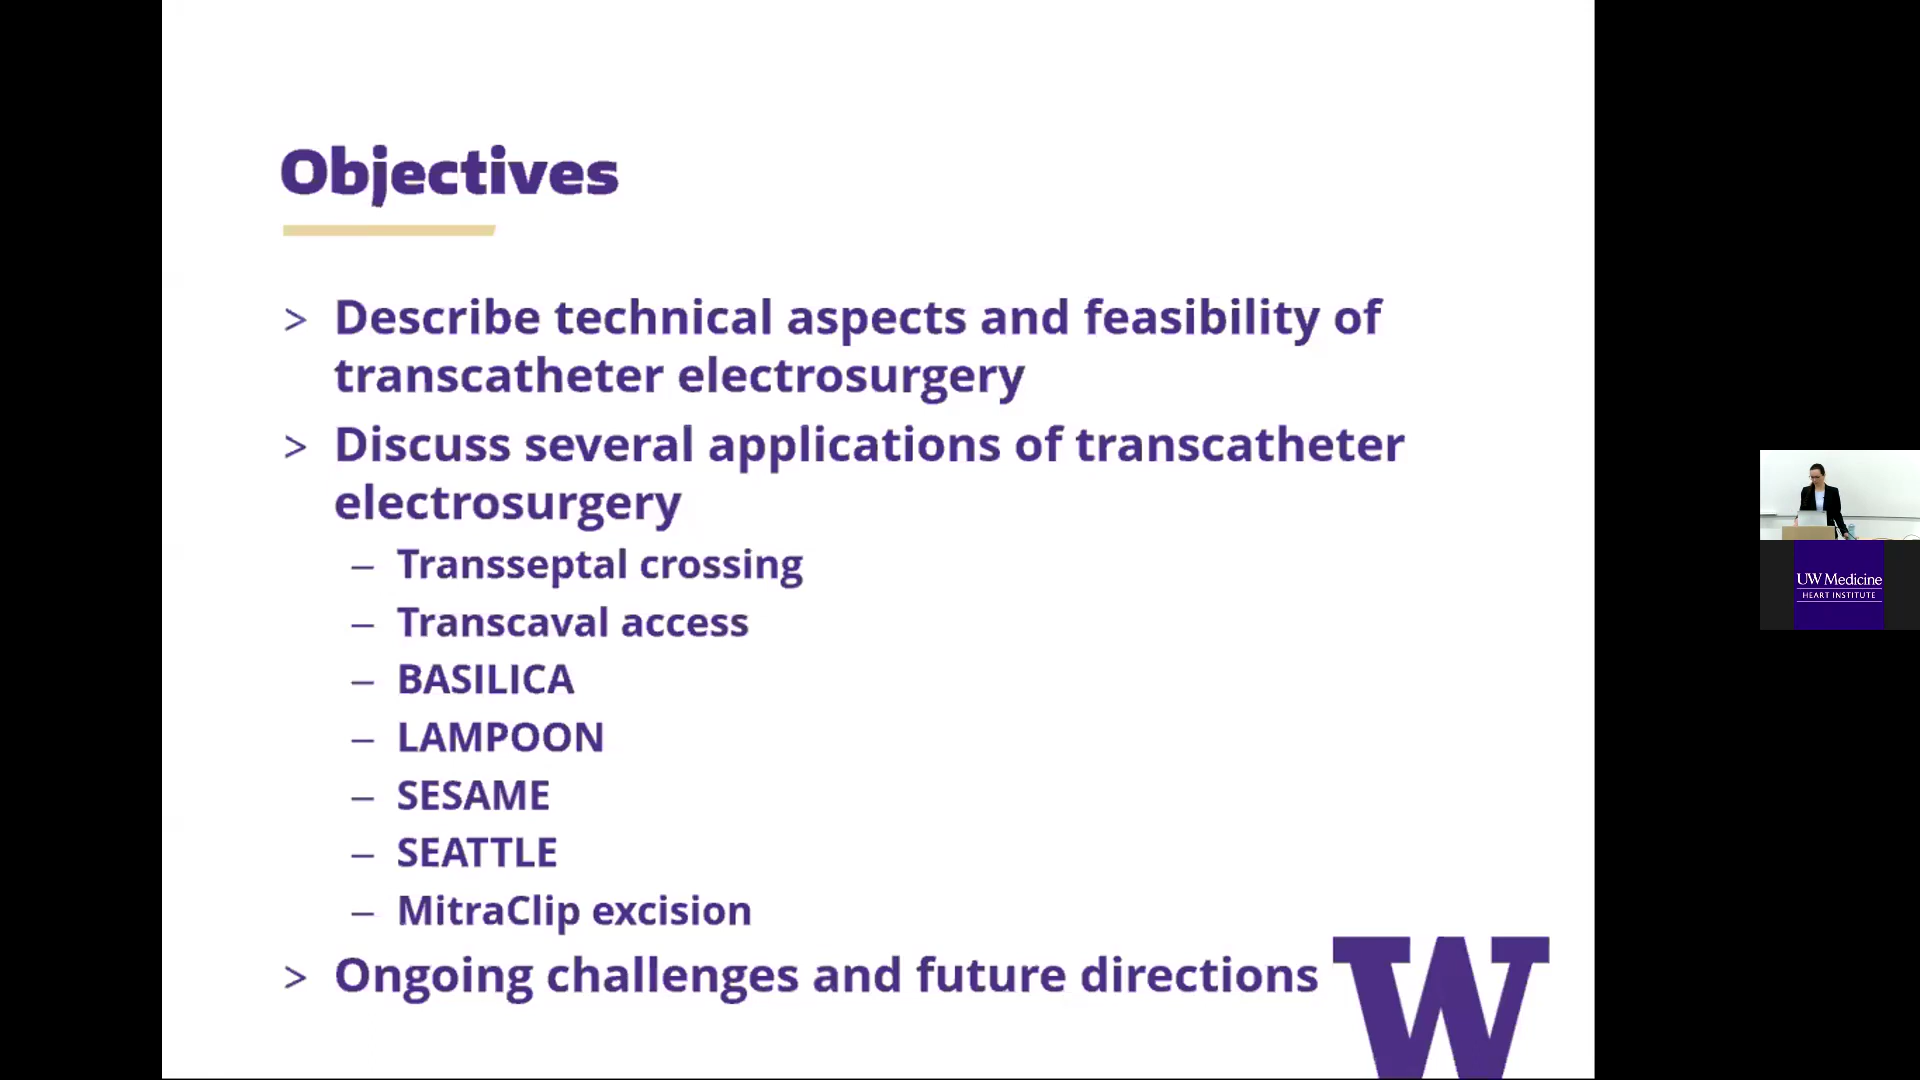 Objectives
> Describe technical aspects and feasibility of
transcatheter electrosurgery
> Discuss several applications of transcatheter
electrosurgery
– Transseptal crossing
– Transcaval access
– BASILICA
– LAMPOON
– SESAME
– SEATTLE
– MitraClip excision
> Ongoing challenges and future directions
W
UW Medicine
HEART INSTITUTE